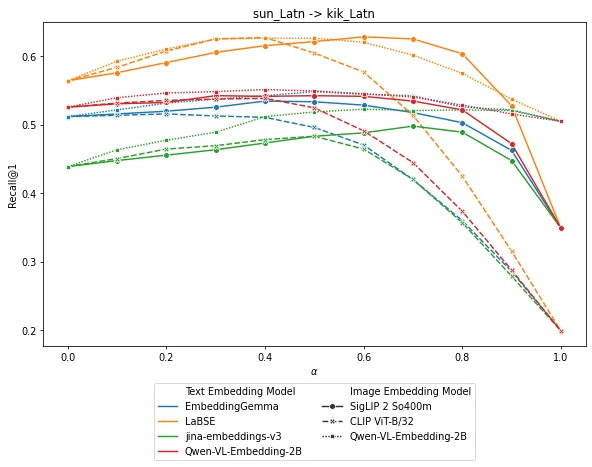 sun_Latn -> kik_Latn
Recall@1
0.6
0.5
0.4
0.3
0.2
0.0 0.2 0.4 0.6 0.8 1.0
α
Text Embedding Model Image Embedding Model
EmbeddingGemma SigLIP 2 So400m
LaBSE CLIP ViT-B/32
jina-embeddings-v3 Qwen-VL-Embedding-2B
Qwen-VL-Embedding-2B